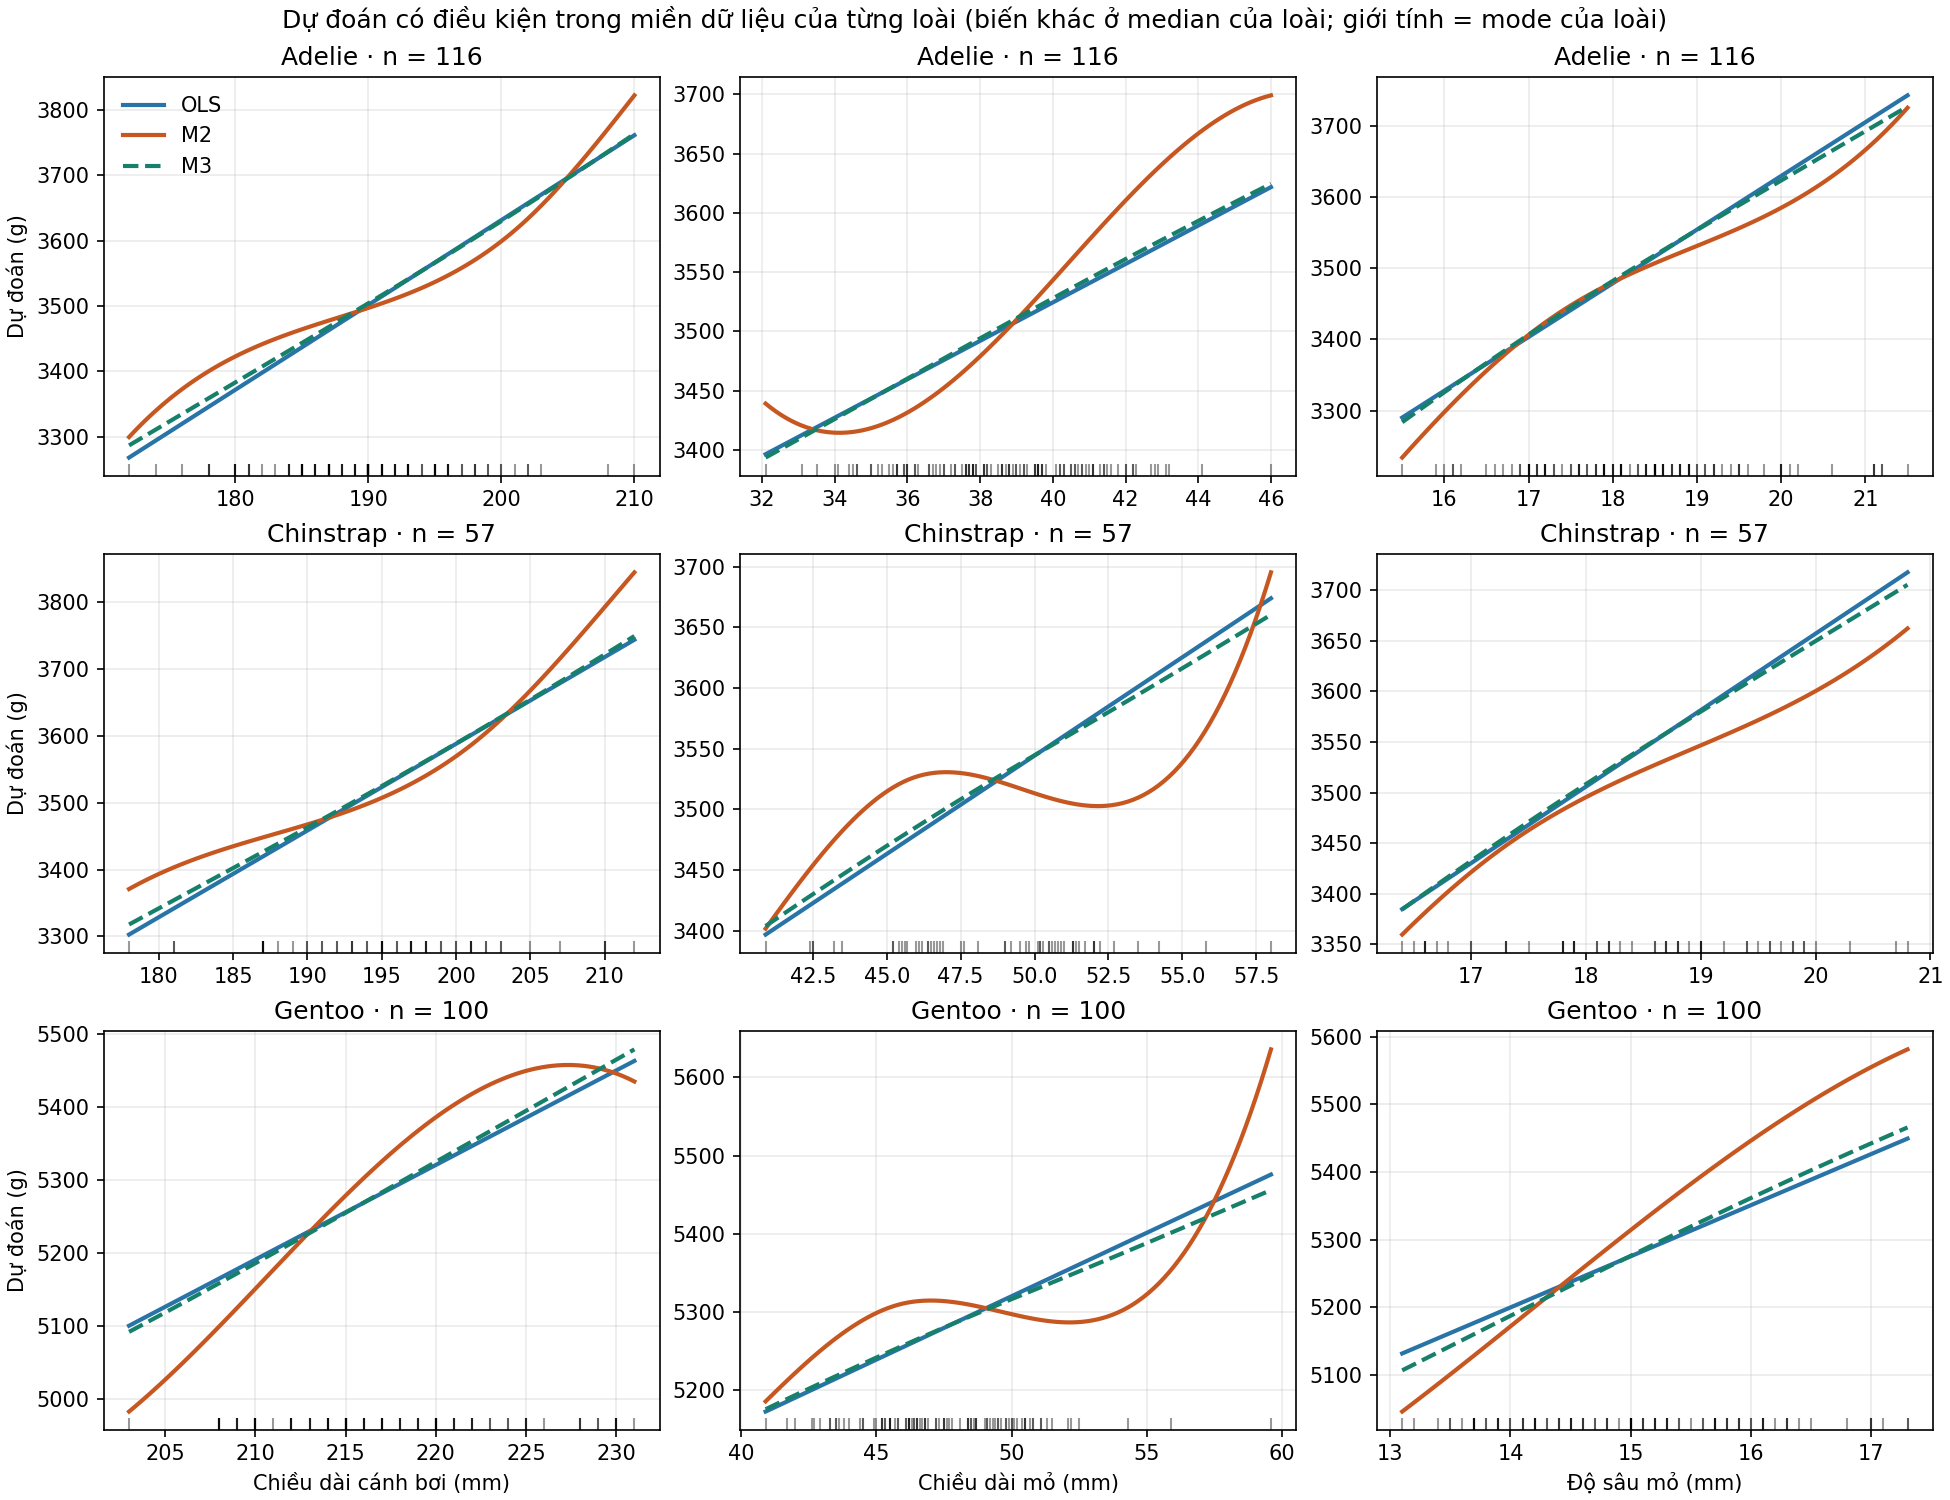 Dự đoán có điều kiện trong miền dữ liệu của từng loài (biến khác ở median của loài; giới tính = mode của loài)
Adelie · n = 116
Adelie · n = 116
Adelie · n = 116
OLS
M2
M3
Dự đoán (g)
3800
3700
3600
3500
3400
3300
180 190 200 210
3700
3650
3600
3550
3500
3450
3400
32 34 36 38 40 42 44 46
3700
3600
3500
3400
3300
16 17 18 19 20 21
Chinstrap · n = 57
Chinstrap · n = 57
Chinstrap · n = 57
Dự đoán (g)
3800
3700
3600
3500
3400
3300
180 185 190 195 200 205 210
3700
3650
3600
3550
3500
3450
3400
42.5 45.0 47.5 50.0 52.5 55.0 57.5
3700
3650
3600
3550
3500
3450
3400
3350
17 18 19 20 21
Gentoo · n = 100
Gentoo · n = 100
Gentoo · n = 100
Dự đoán (g)
5500
5400
5300
5200
5100
5000
205 210 215 220 225 230
Chiều dài cánh bơi (mm)
5600
5500
5400
5300
5200
40 45 50 55 60
Chiều dài mỏ (mm)
5600
5500
5400
5300
5200
5100
13 14 15 16 17
Độ sâu mỏ (mm)